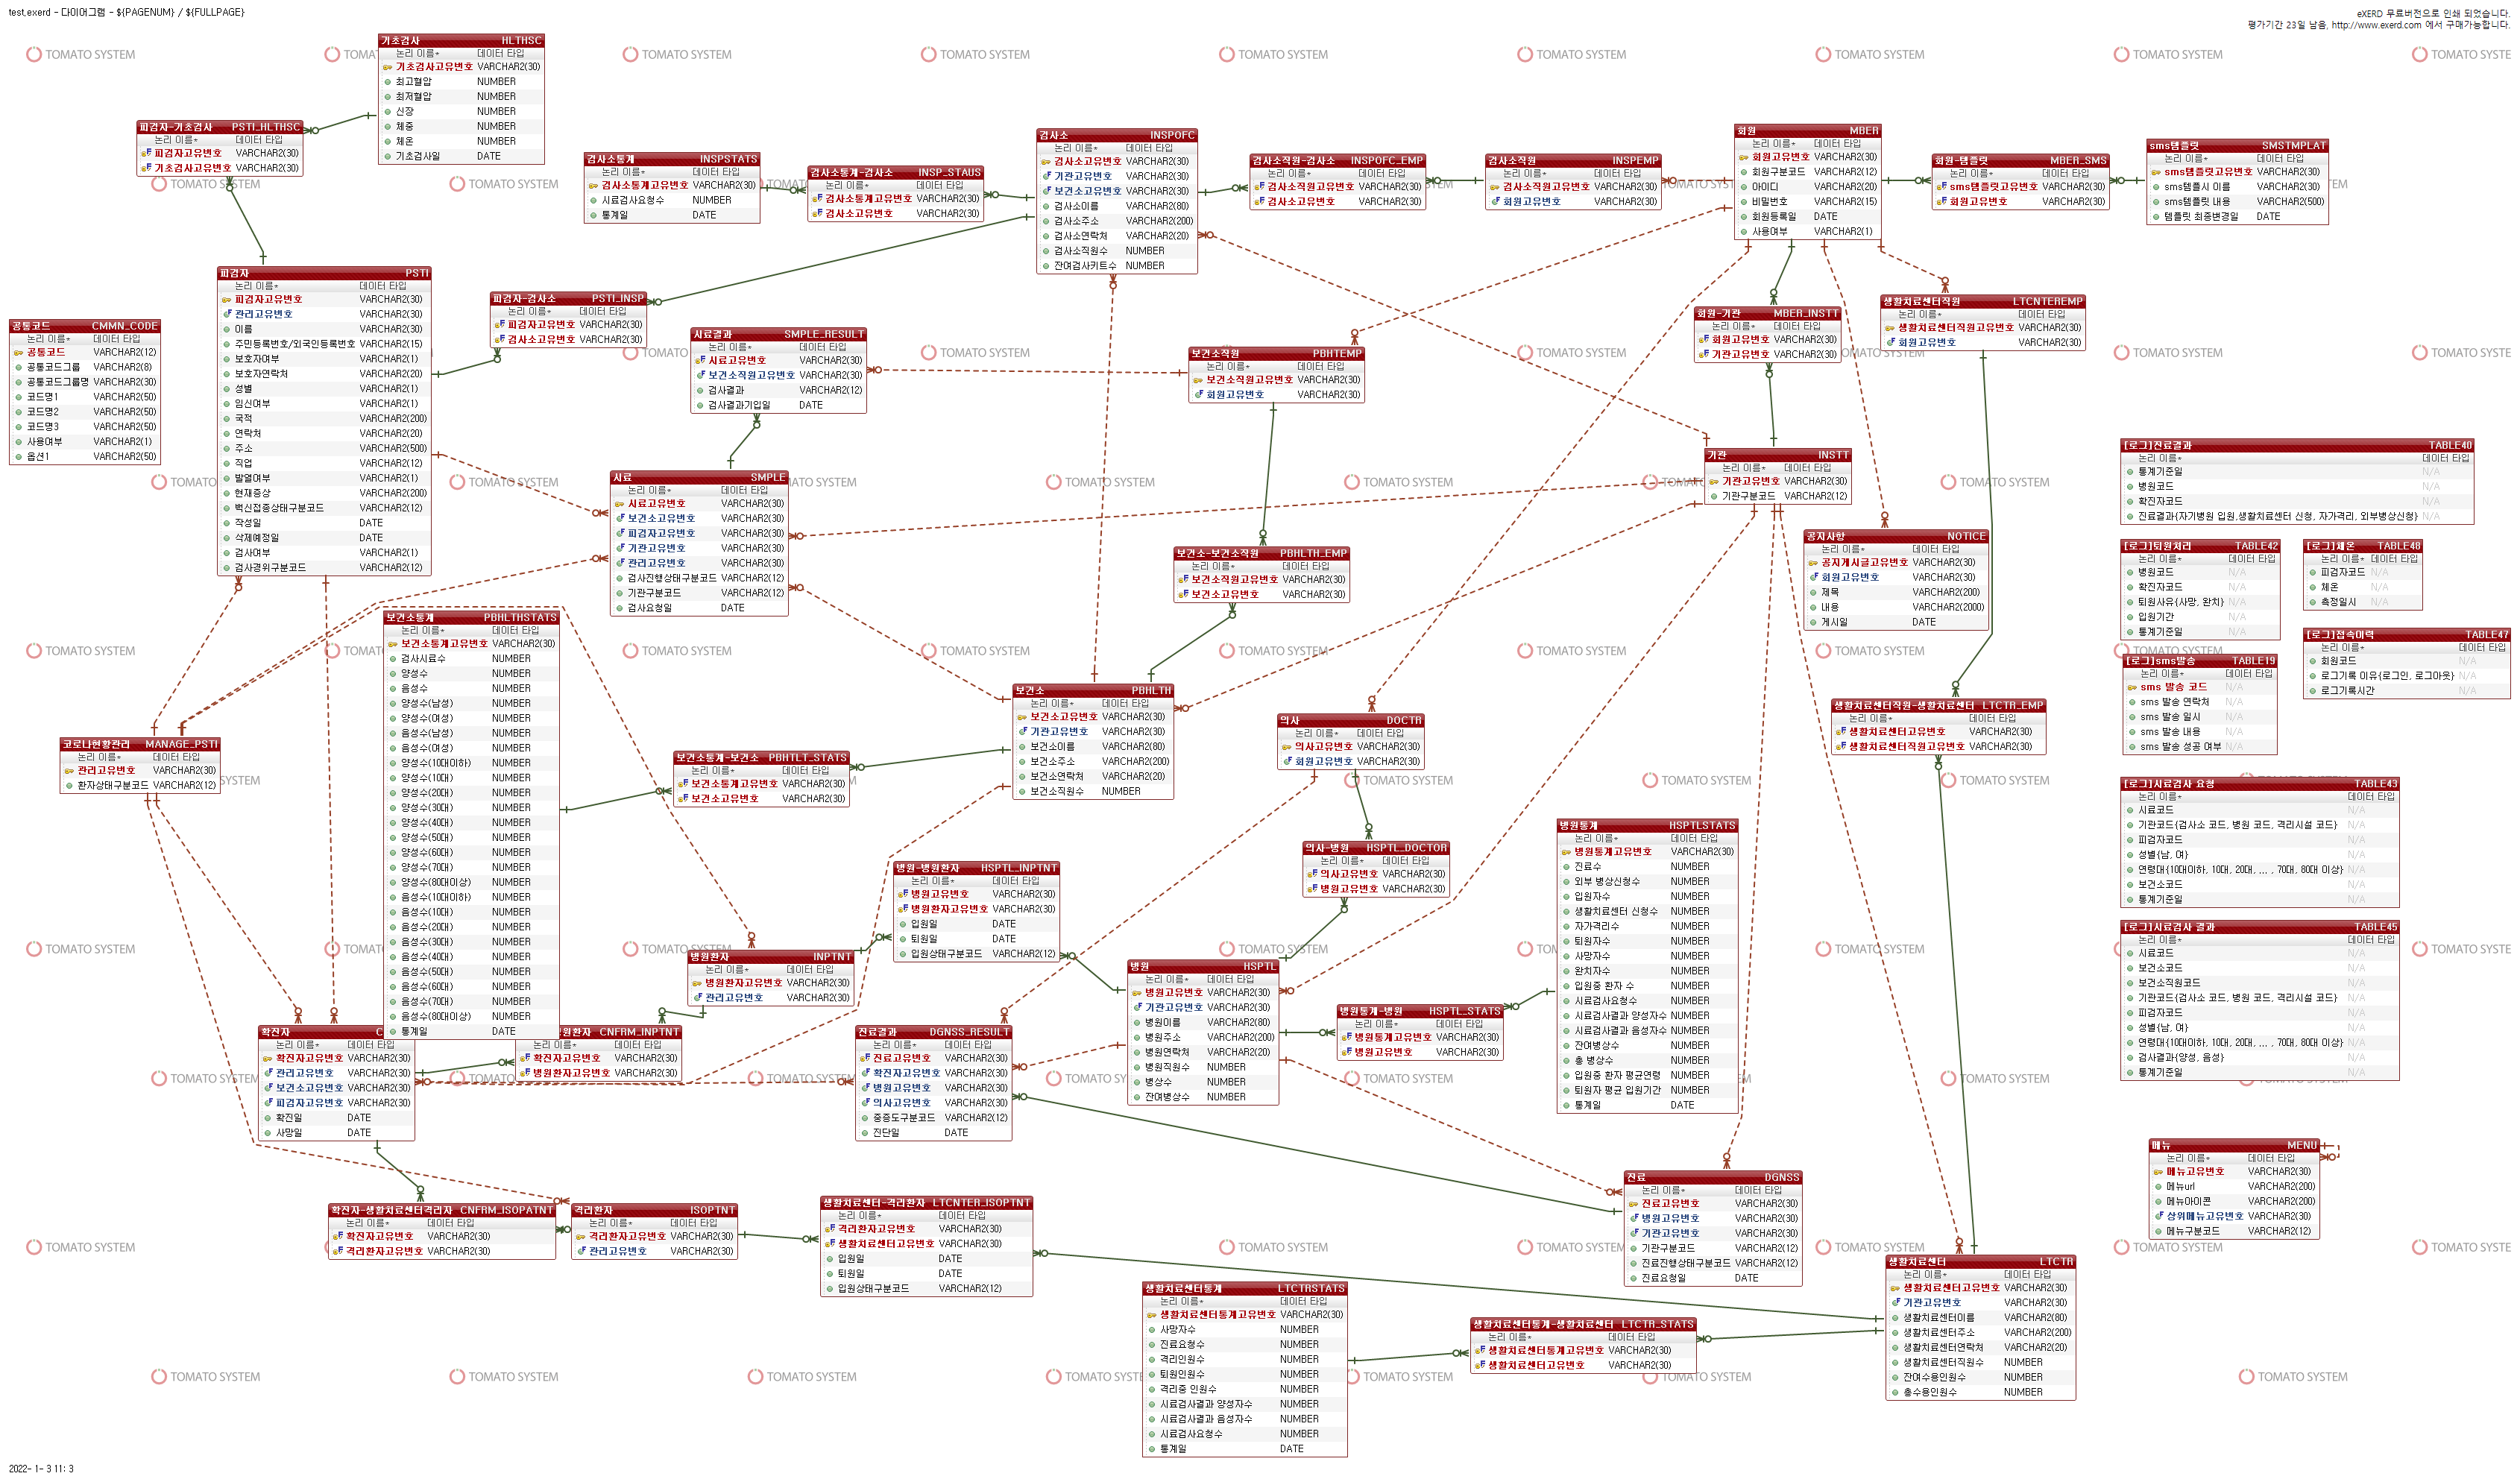 test.exerd - 다이어그램 - ${PAGENUM} / ${FULLPAGE}
eXERD 무료버전으로 인쇄 되었습니다.
평가기간 23일 남음, http://www.exerd.com 에서 구매가능합니다.
TOMATO SYSTEM
기초검사 HLTHSC
논리 이름* 데이터 타입
기초검사고유번호 VARCHAR2(30)
최고혈압 NUMBER
최저혈압 NUMBER
신장 NUMBER
체중 NUMBER
체온 NUMBER
기초검사일 DATE
피검자-기초검사 PSTI_HLTHSC
논리 이름* 데이터 타입
피검자고유번호 VARCHAR2(30)
기초검사고유번호 VARCHAR2(30)
검사소통계 INSPSTATS
논리 이름* 데이터 타입
검사소통계고유번호 VARCHAR2(30)
시료검사요청수 NUMBER
통계일 DATE
검사소통계-검사소 INSP_STAUS
논리 이름* 데이터 타입
검사소통계고유번호 VARCHAR2(30)
검사소고유번호 VARCHAR2(30)
검사소 INSPOFC
논리 이름* 데이터 타입
검사소고유번호 VARCHAR2(30)
기관고유번호 VARCHAR2(30)
보건소고유번호 VARCHAR2(30)
검사소이름 VARCHAR2(80)
검사소주소 VARCHAR2(200)
검사소연락처 VARCHAR2(20)
검사소직원수 NUMBER
잔여검사키트수 NUMBER
검사소직원-검사소 INSPOFC_EMP
논리 이름* 데이터 타입
검사소직원고유번호 VARCHAR2(30)
검사소고유번호 VARCHAR2(30)
검사소직원 INSPEMP
논리 이름* 데이터 타입
검사소직원고유번호 VARCHAR2(30)
회원고유번호 VARCHAR2(30)
회원 MBER
논리 이름* 데이터 타입
회원고유번호 VARCHAR2(30)
회원구분코드 VARCHAR2(12)
아이디 VARCHAR2(20)
비밀번호 VARCHAR2(15)
회원등록일 DATE
사용여부 VARCHAR2(1)
회원-템플릿 MBER_SMS
논리 이름* 데이터 타입
sms템플릿고유번호 VARCHAR2(30)
회원고유번호 VARCHAR2(30)
sms템플릿 SMSTMPLAT
논리 이름* 데이터 타입
sms템플릿고유번호 VARCHAR2(30)
sms템플시 이름 VARCHAR2(30)
sms템플릿 내용 VARCHAR2(500)
템플릿 최종변경일 DATE
피검자 PSTI
논리 이름* 데이터 타입
피검자고유번호 VARCHAR2(30)
관리고유번호 VARCHAR2(30)
이름 VARCHAR2(30)
주민등록번호/외국인등록번호 VARCHAR2(15)
보호자여부 VARCHAR2(1)
보호자연락처 VARCHAR2(20)
성별 VARCHAR2(1)
임신여부 VARCHAR2(1)
국적 VARCHAR2(200)
연락처 VARCHAR2(20)
주소 VARCHAR2(500)
직업 VARCHAR2(12)
발열여부 VARCHAR2(1)
현재증상 VARCHAR2(200)
백신접종상태구분코드 VARCHAR2(12)
작성일 DATE
삭제예정일 DATE
검사여부 VARCHAR2(1)
검사경위구분코드 VARCHAR2(12)
공통코드 CMMN_CODE
논리 이름* 데이터 타입
공통코드 VARCHAR2(12)
공통코드그룹 VARCHAR2(8)
공통코드그룹명 VARCHAR2(30)
코드명1 VARCHAR2(50)
코드명2 VARCHAR2(50)
코드명3 VARCHAR2(50)
사용여부 VARCHAR2(1)
옵션1 VARCHAR2(50)
피검자-검사소 PSTI_INSP
논리 이름* 데이터 타입
피검자고유번호 VARCHAR2(30)
검사소고유번호 VARCHAR2(30)
시료결과 SMPLE_RESULT
논리 이름* 데이터 타입
시료고유번호 VARCHAR2(30)
보건소직원고유번호 VARCHAR2(30)
검사결과 VARCHAR2(12)
검사결과기입일 DATE
보건소직원 PBHTEMP
논리 이름* 데이터 타입
보건소직원고유번호 VARCHAR2(30)
회원고유번호 VARCHAR2(30)
회원-기관 MBER_INSTT
논리 이름* 데이터 타입
회원고유번호 VARCHAR2(30)
기관고유번호 VARCHAR2(30)
생활치료센터직원 LTCNTEREMP
논리 이름* 데이터 타입
생활치료센터직원고유번호 VARCHAR2(30)
회원고유번호 VARCHAR2(30)
시료 SMPLE
논리 이름* 데이터 타입
시료고유번호 VARCHAR2(30)
보건소고유번호 VARCHAR2(30)
피검자고유번호 VARCHAR2(30)
기관고유번호 VARCHAR2(30)
관리고유번호 VARCHAR2(30)
검사진행상태구분코드 VARCHAR2(12)
기관구분코드 VARCHAR2(12)
검사요청일 DATE
기관 INSTT
논리 이름* 데이터 타입
기관고유번호 VARCHAR2(30)
기관구분코드 VARCHAR2(12)
공지사항 NOTICE
논리 이름* 데이터 타입
공지게시글고유번호 VARCHAR2(30)
회원고유번호 VARCHAR2(30)
제목 VARCHAR2(200)
내용 VARCHAR2(2000)
게시일 DATE
[로그]진료결과 TABLE40
논리 이름* 데이터 타입
통계기준일 N/A
병원코드 N/A
확진자코드 N/A
진료결과{자기병원 입원,생활치료센터 신청, 자가격리, 외부병상신청} N/A
[로그]퇴원처리 TABLE42
논리 이름* 데이터 타입
병원코드 N/A
확진자코드 N/A
퇴원사유{사망, 완치} N/A
입원기간 N/A
통계기준일 N/A
[로그]체온 TABLE48
논리 이름* 데이터 타입
피검자코드 N/A
체온 N/A
측정일시 N/A
[로그]접속이력 TABLE47
논리 이름* 데이터 타입
회원코드 N/A
로그기록 이유{로그인, 로그아웃} N/A
로그기록시간 N/A
[로그]sms발송 TABLE19
논리 이름* 데이터 타입
sms 발송 코드 N/A
sms 발송 연락처 N/A
sms 발송 일시 N/A
sms 발송 내용 N/A
sms 발송 성공 여부 N/A
보건소-보건소직원 PBHLTH_EMP
논리 이름* 데이터 타입
보건소직원고유번호 VARCHAR2(30)
보건소고유번호 VARCHAR2(30)
보건소통계 PBHLTHSTATS
논리 이름* 데이터 타입
보건소통계고유번호 VARCHAR2(30)
검사시료수 NUMBER
양성수 NUMBER
음성수 NUMBER
양성수(남성) NUMBER
양성수(여성) NUMBER
음성수(남성) NUMBER
음성수(여성) NUMBER
양성수(10대이하) NUMBER
양성수(10대) NUMBER
양성수(20대) NUMBER
양성수(30대) NUMBER
양성수(40대) NUMBER
양성수(50대) NUMBER
양성수(60대) NUMBER
양성수(70대) NUMBER
양성수(80대이상) NUMBER
음성수(10대이하) NUMBER
음성수(10대) NUMBER
음성수(20대) NUMBER
음성수(30대) NUMBER
음성수(40대) NUMBER
음성수(50대) NUMBER
음성수(60대) NUMBER
음성수(70대) NUMBER
음성수(80대이상) NUMBER
통계일 DATE
코로나현황관리 MANAGE_PSTI
논리 이름* 데이터 타입
관리고유번호 VARCHAR2(30)
환자상태구분코드 VARCHAR2(12)
보건소통계-보건소 PBHTLT_STATS
논리 이름* 데이터 타입
보건소통계고유번호 VARCHAR2(30)
보건소고유번호 VARCHAR2(30)
보건소 PBHLTH
논리 이름* 데이터 타입
보건소고유번호 VARCHAR2(30)
기관고유번호 VARCHAR2(30)
보건소이름 VARCHAR2(80)
보건소주소 VARCHAR2(200)
보건소연락처 VARCHAR2(20)
보건소직원수 NUMBER
의사 DOCTR
논리 이름* 데이터 타입
의사고유번호 VARCHAR2(30)
회원고유번호 VARCHAR2(30)
생활치료센터직원-생활치료센터 LTCTR_EMP
논리 이름* 데이터 타입
생활치료센터고유번호 VARCHAR2(30)
생활치료센터직원고유번호 VARCHAR2(30)
[로그]시료검사 요청 TABLE43
논리 이름* 데이터 타입
시료코드 N/A
기관코드{검사소 코드, 병원 코드, 격리시설 코드} N/A
피검자코드 N/A
성별{남, 여} N/A
연령대{10대이하, 10대, 20대, ... , 70대, 80대 이상} N/A
보건소코드 N/A
통계기준일 N/A
[로그]시료검사 결과 TABLE45
논리 이름* 데이터 타입
시료코드 N/A
보건소코드 N/A
보건소직원코드 N/A
기관코드{검사소 코드, 병원 코드, 격리시설 코드} N/A
피검자코드 N/A
성별{남, 여} N/A
연령대{10대이하, 10대, 20대, ... , 70대, 80대 이상} N/A
검사결과{양성, 음성} N/A
통계기준일 N/A
의사-병원 HSPTL_DOCTOR
논리 이름* 데이터 타입
의사고유번호 VARCHAR2(30)
병원고유번호 VARCHAR2(30)
병원통계 HSPTLSTATS
논리 이름* 데이터 타입
병원통계고유번호 VARCHAR2(30)
진료수 NUMBER
외부 병상신청수 NUMBER
입원자수 NUMBER
생활치료센터 신청수 NUMBER
자가격리수 NUMBER
퇴원자수 NUMBER
사망자수 NUMBER
완치자수 NUMBER
입원중 환자 수 NUMBER
시료검사요청수 NUMBER
시료검사결과 양성자수 NUMBER
시료검사결과 음성자수 NUMBER
잔여병상수 NUMBER
총 병상수 NUMBER
입원중 환자 평균연령 NUMBER
퇴원자 평균 입원기간 NUMBER
통계일 DATE
병원-병원환자 HSPTL_INPTNT
논리 이름* 데이터 타입
병원고유번호 VARCHAR2(30)
병원환자고유번호 VARCHAR2(30)
입원일 DATE
퇴원일 DATE
입원상태구분코드 VARCHAR2(12)
병원환자 INPTNT
논리 이름* 데이터 타입
병원환자고유번호 VARCHAR2(30)
관리고유번호 VARCHAR2(30)
병원 HSPTL
논리 이름* 데이터 타입
병원고유번호 VARCHAR2(30)
기관고유번호 VARCHAR2(30)
병원이름 VARCHAR2(80)
병원주소 VARCHAR2(200)
병원연락처 VARCHAR2(20)
병원직원수 NUMBER
병상수 NUMBER
잔여병상수 NUMBER
병원통계-병원 HSPTL_STATS
논리 이름* 데이터 타입
병원통계고유번호 VARCHAR2(30)
병원고유번호 VARCHAR2(30)
확진자
논리 이름* 데이터 타입
확진자고유번호 VARCHAR2(30)
관리고유번호 VARCHAR2(30)
보건소고유번호 VARCHAR2(30)
피검자고유번호 VARCHAR2(30)
확진일 DATE
사망일 DATE
CNFRM_INPTNT
논리 이름* 데이터 타입
확진자고유번호 VARCHAR2(30)
병원환자고유번호 VARCHAR2(30)
진료결과 DGNSS_RESULT
논리 이름* 데이터 타입
진료고유번호 VARCHAR2(30)
확진자고유번호 VARCHAR2(30)
병원고유번호 VARCHAR2(30)
의사고유번호 VARCHAR2(30)
중증도구분코드 VARCHAR2(12)
진단일 DATE
확진자-생활치료센터격리자 CNFRM_ISOPATNT
논리 이름* 데이터 타입
확진자고유번호 VARCHAR2(30)
격리환자고유번호 VARCHAR2(30)
격리환자 ISOPTNT
논리 이름* 데이터 타입
격리환자고유번호 VARCHAR2(30)
관리고유번호 VARCHAR2(30)
생활치료센터-격리환자 LTCNTER_ISOPTNT
논리 이름* 데이터 타입
격리환자고유번호 VARCHAR2(30)
생활치료센터고유번호 VARCHAR2(30)
입원일 DATE
퇴원일 DATE
입원상태구분코드 VARCHAR2(12)
진료 DGNSS
논리 이름* 데이터 타입
진료고유번호 VARCHAR2(30)
병원고유번호 VARCHAR2(30)
기관고유번호 VARCHAR2(30)
기관구분코드 VARCHAR2(12)
진료진행상태구분코드 VARCHAR2(12)
진료요청일 DATE
메뉴 MENU
논리 이름* 데이터 타입
메뉴고유번호 VARCHAR2(30)
메뉴url VARCHAR2(200)
메뉴아이콘 VARCHAR2(200)
상위메뉴고유번호 VARCHAR2(30)
메뉴구분코드 VARCHAR2(12)
생활치료센터통계 LTCTRSTATS
논리 이름* 데이터 타입
생활치료센터통계고유번호 VARCHAR2(30)
사망자수 NUMBER
진료요청수 NUMBER
격리인원수 NUMBER
퇴원인원수 NUMBER
격리중 인원수 NUMBER
시료검사결과 양성자수 NUMBER
시료검사결과 음성자수 NUMBER
시료검사요청수 NUMBER
통계일 DATE
생활치료센터통계-생활치료센터 LTCTR_STATS
논리 이름* 데이터 타입
생활치료센터통계고유번호 VARCHAR2(30)
생활치료센터고유번호 VARCHAR2(30)
생활치료센터 LTCTR
논리 이름* 데이터 타입
생활치료센터고유번호 VARCHAR2(30)
기관고유번호 VARCHAR2(30)
생활치료센터이름 VARCHAR2(80)
생활치료센터주소 VARCHAR2(200)
생활치료센터연락처 VARCHAR2(20)
생활치료센터직원수 NUMBER
잔여수용인원수 NUMBER
총수용인원수 NUMBER
2022- 1- 3 11: 3